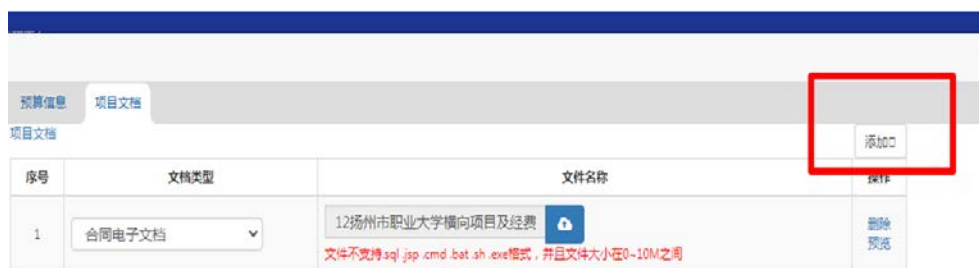 预算信息 项目文档
项目文档
添加
序号 文档类型 文件名称 操作
1 合同电子文档 12扬州市职业大学横向项目及经费 删除
预览
文件不支持.sql .jsp .cmd .bat .sh .exe格式，并且文件大小在0~10M之间